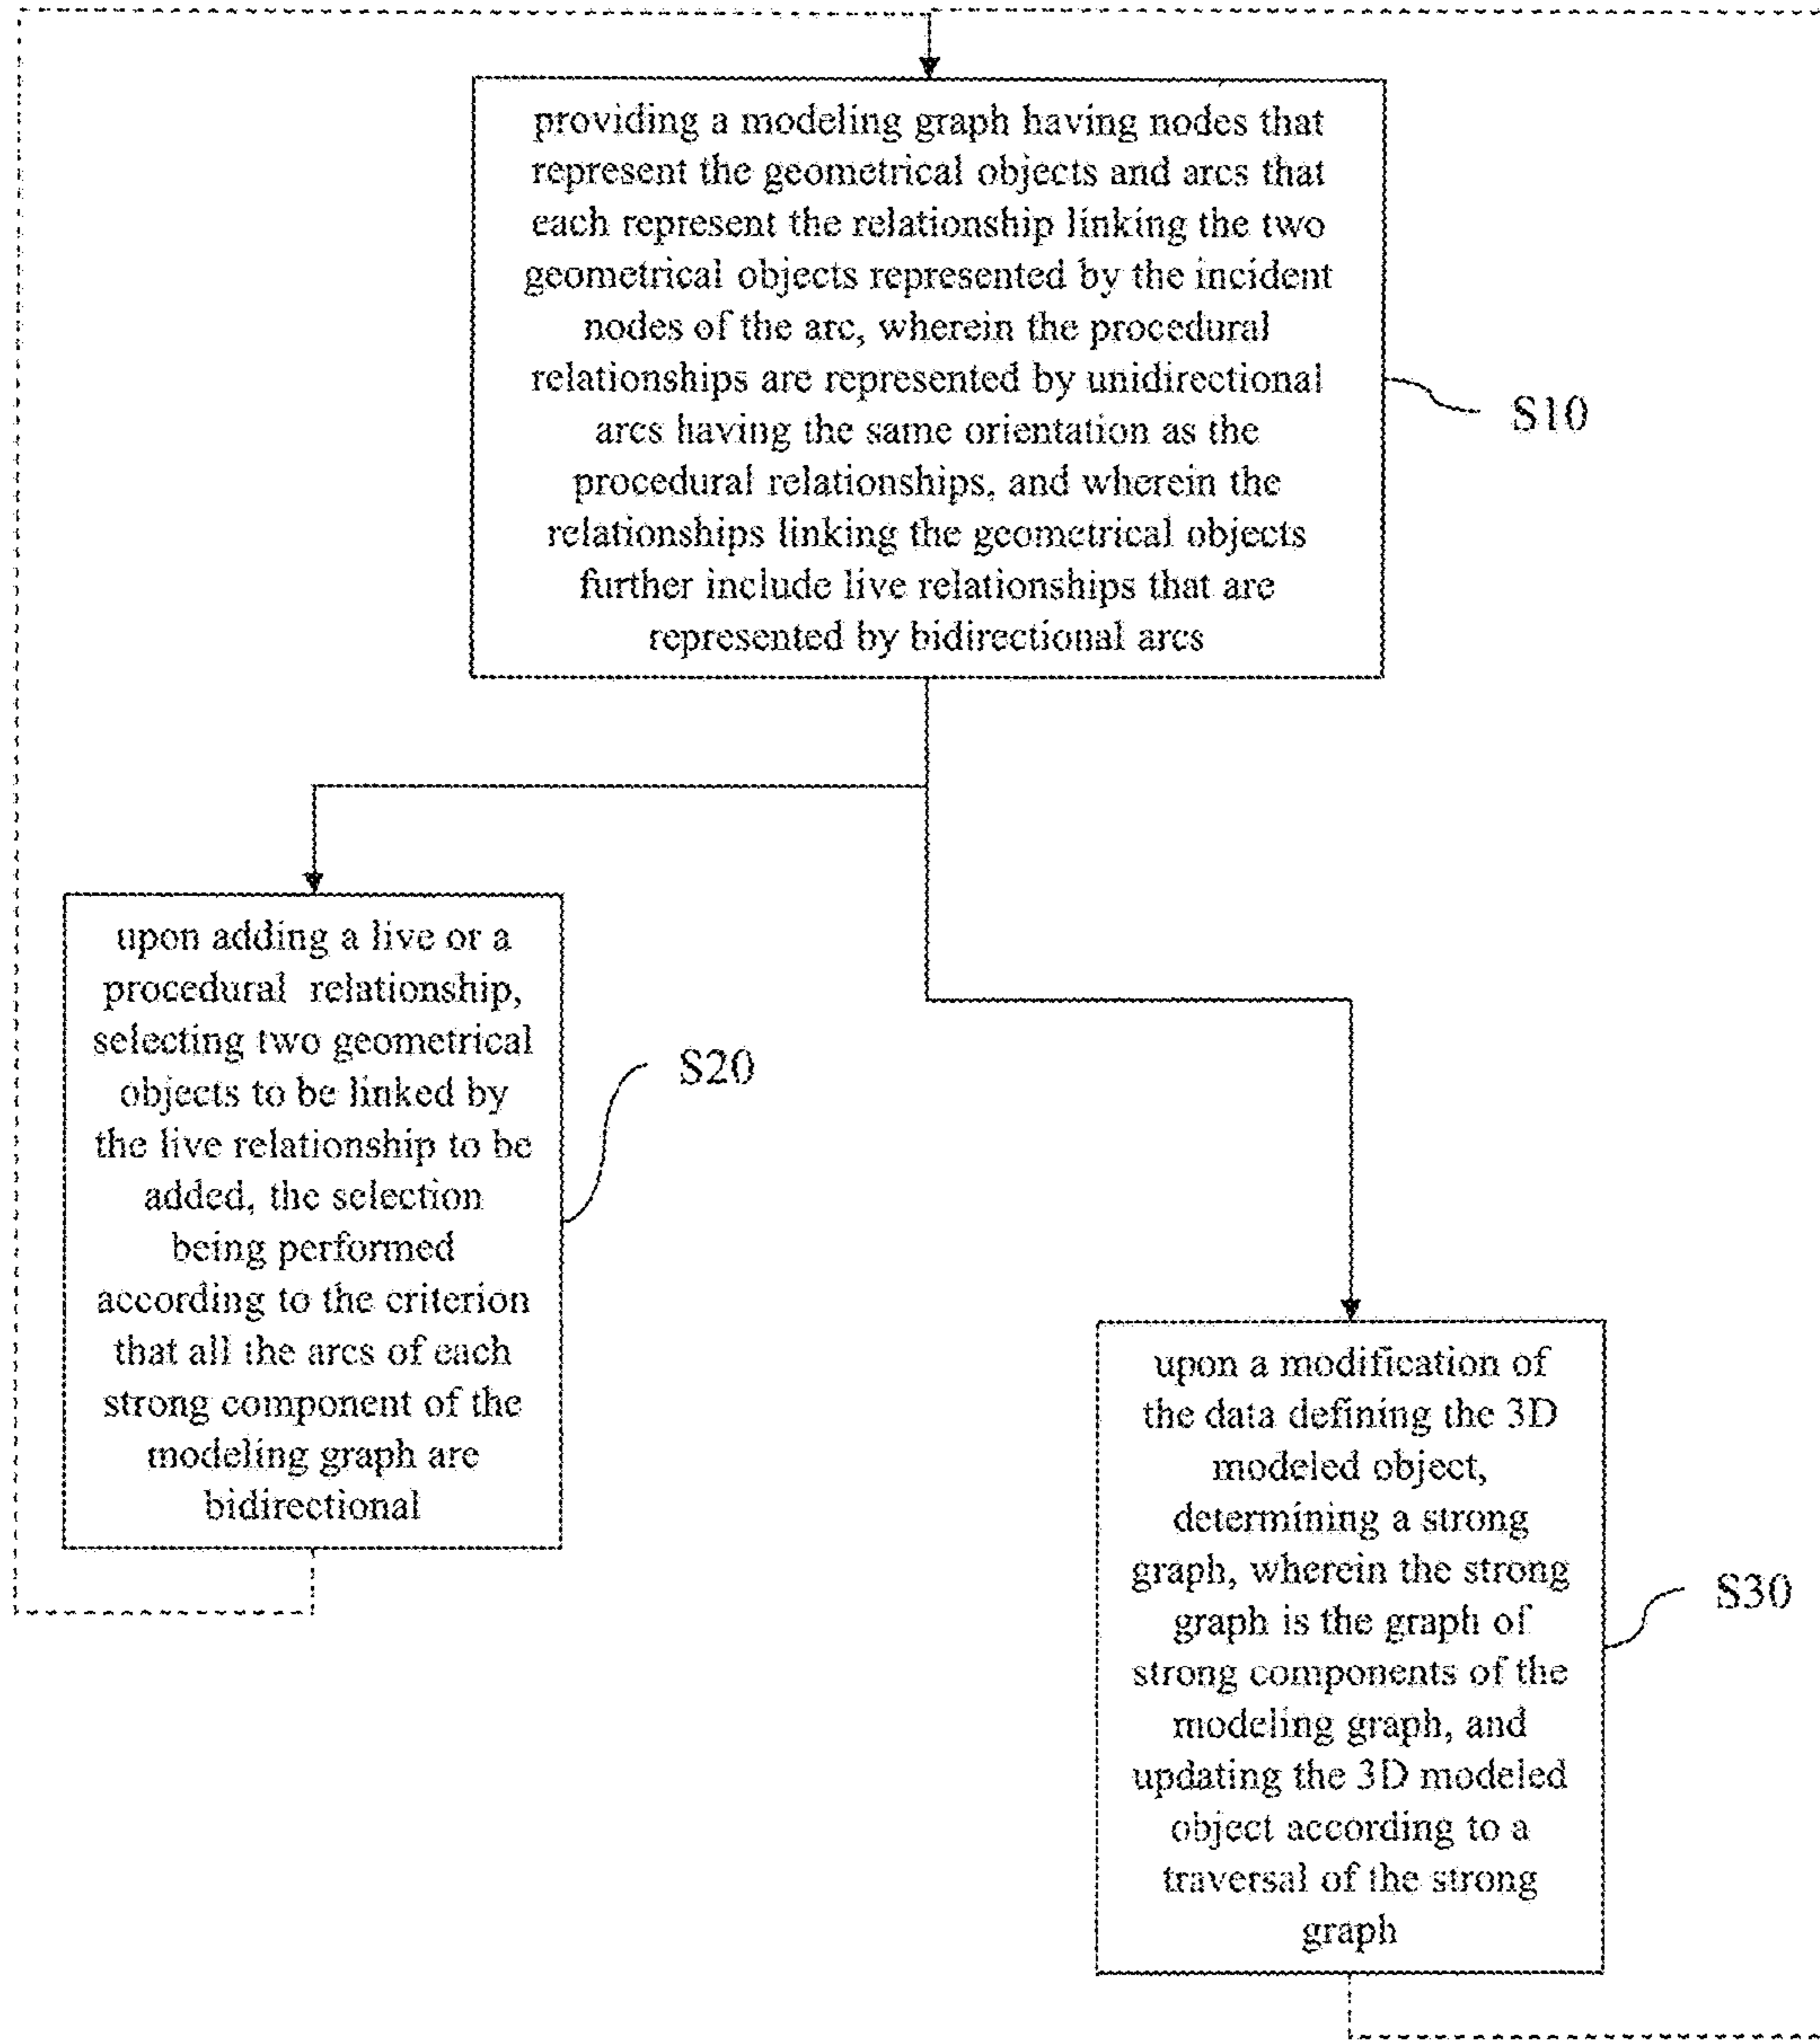 providing a modeling graph having nodes that
represent the geometrical objects and arcs that
each represent the relationship linking the two
geometrical objects represented by the incident
nodes of the arc, wherein the procedural
relationships are represented by unidirectional
arcs having the same orientation as the
procedural relationships, and wherein the
relationships linking the geometrical objects
further include live relationships that are
represented by bidirectional arcs
S10
upon adding a live or a
procedural relationship,
selecting two geometrical
objects to be linked by
the live relationship to be
added, the selection
being performed
according to the criterion
that all the arcs of each
strong component of the
modeling graph are
bidirectional
S20
upon a modification of
the data defining the 3D
modeled object,
determining a strong
graph, wherein the strong
graph is the graph of
strong components of the
modeling graph, and
updating the 3D modeled
object according to a
traversal of the strong
graph
S30